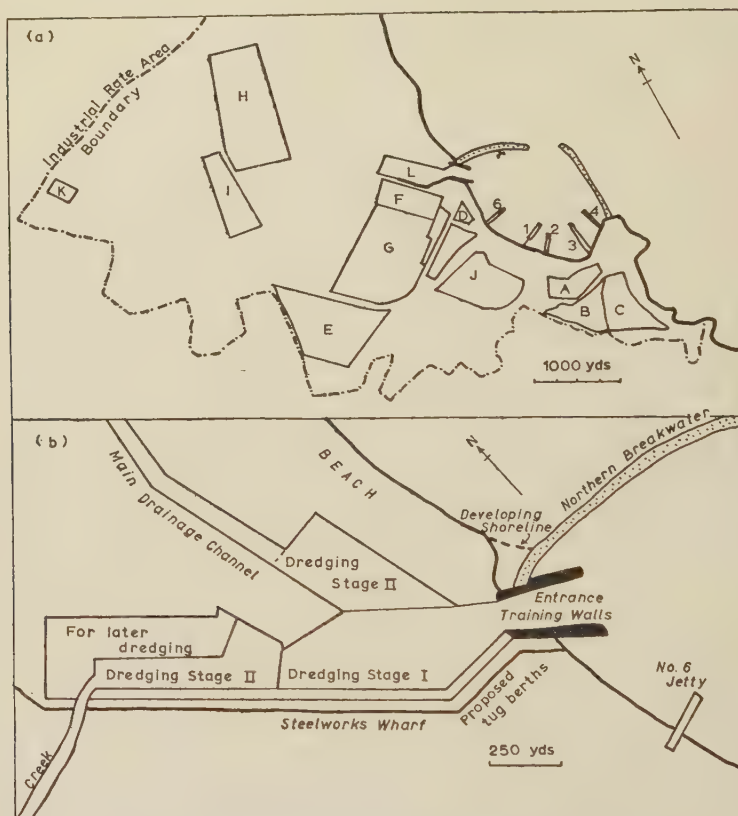 (a)
Industrial Rate Area
Boundary
N
H
K
I
L
F
D
G
E
J
6
1
2
3
4
A
B
C
1000 yds
(b)
N
BEACH
Northern Breakwater
Main Drainage Channel
Developing
Shoreline
Dredging
Stage II
Entrance
Training Walls
For later
dredging
Dredging Stage II
Dredging Stage I
No. 6
Jetty
Proposed
tug berths
Steelworks Wharf
250 yds
Creek